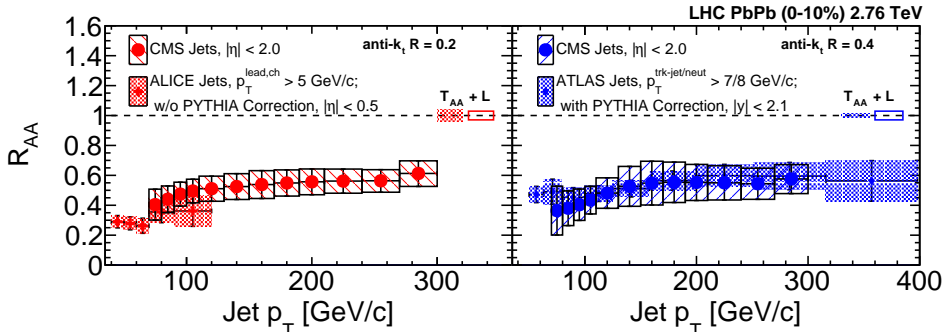 LHC PbPb (0-10%) 2.76 TeV
R_AA
1.6
1.4
1.2
1
0.8
0.6
0.4
0.2
0
CMS Jets, |η| < 2.0
anti-k_t R = 0.2
ALICE Jets, p_T^lead,ch > 5 GeV/c;
w/o PYTHIA Correction, |η| < 0.5
T_AA + L
100 200 300
Jet p_T [GeV/c]
CMS Jets, |η| < 2.0
anti-k_t R = 0.4
ATLAS Jets, p_T^trk-jet/neut > 7/8 GeV/c;
with PYTHIA Correction, |y| < 2.1
T_AA + L
100 200 300 400
Jet p_T [GeV/c]